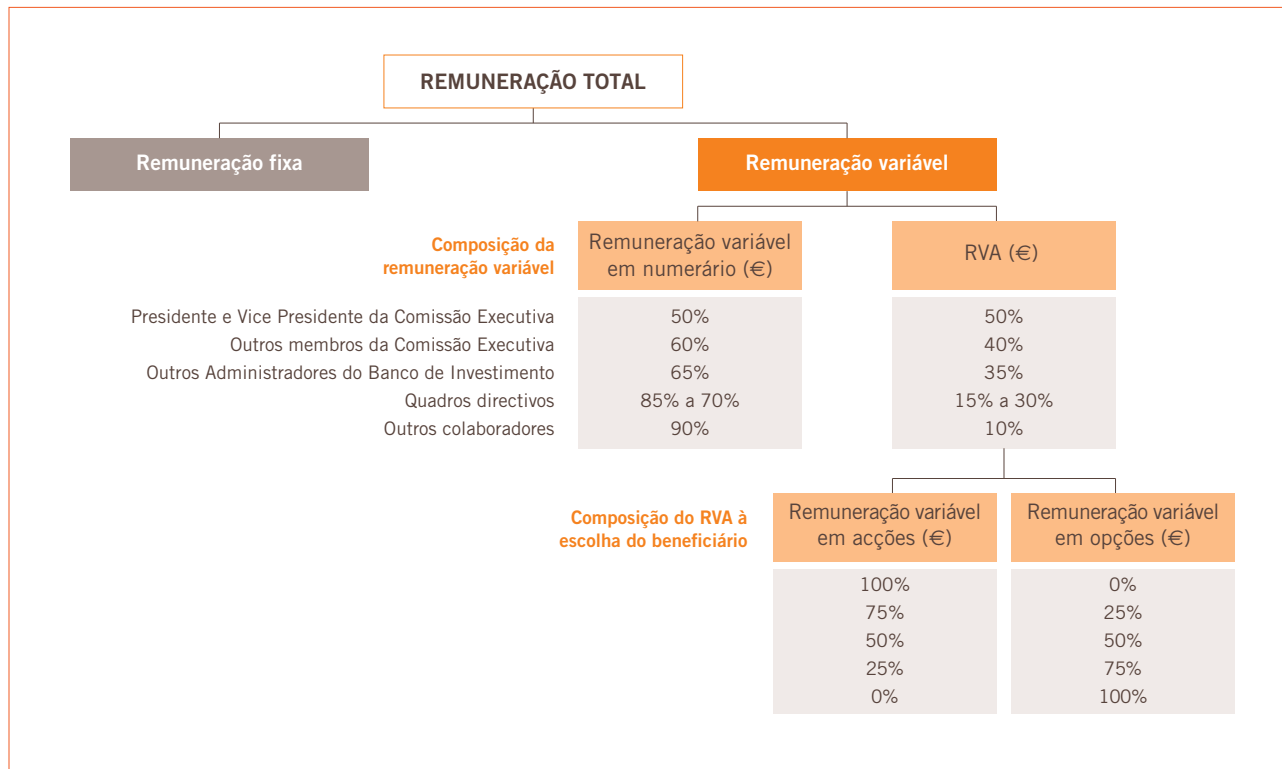 REMUNERAÇÃO TOTAL
Remuneração fixa
Remuneração variável
Composição da
remuneração variável
Remuneração variável
em numerário (€)
RVA (€)
Presidente e Vice Presidente da Comissão Executiva 50% 50%
Outros membros da Comissão Executiva 60% 40%
Outros Administradores do Banco de Investimento 65% 35%
Quadros directivos 85% a 70% 15% a 30%
Outros colaboradores 90% 10%
Composição do RVA à
escolha do beneficiário
Remuneração variável
em acções (€)
Remuneração variável
em opções (€)
100% 0%
75% 25%
50% 50%
25% 75%
0% 100%